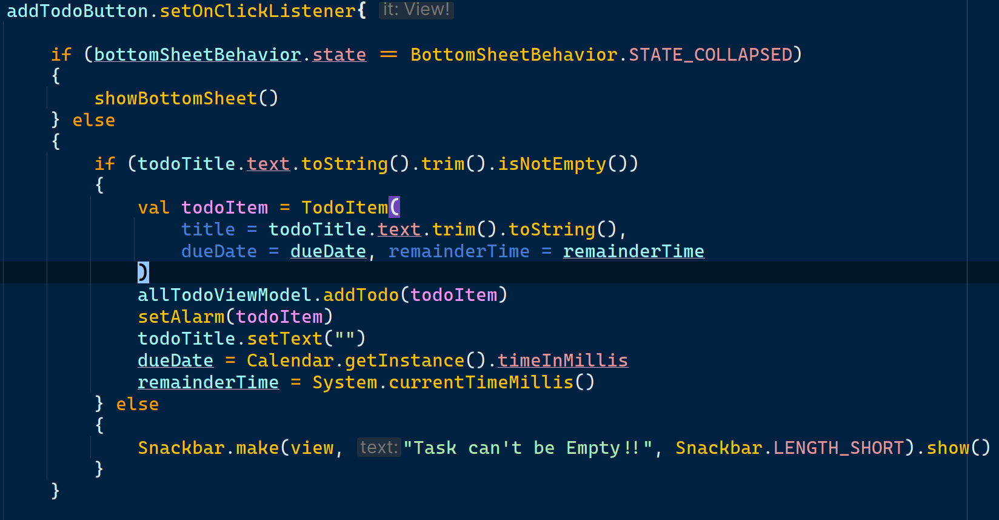 addTodoButton.setOnClickListener{ it: View!
if (bottomSheetBehavior.state == BottomSheetBehavior.STATE_COLLAPSED)
{
showBottomSheet()
} else
{
if (todoTitle.text.toString().trim().isNotEmpty())
{
val todoItem = TodoItem(
title = todoTitle.text.trim().toString(),
dueDate = dueDate, remainderTime = remainderTime
)
allTodoViewModel.addTodo(todoItem)
setAlarm(todoItem)
todoTitle.setText("")
dueDate = Calendar.getInstance().timeInMillis
remainderTime = System.currentTimeMillis()
} else
{
Snackbar.make(view, text: "Task can't be Empty!!", Snackbar.LENGTH_SHORT).show()
}
}